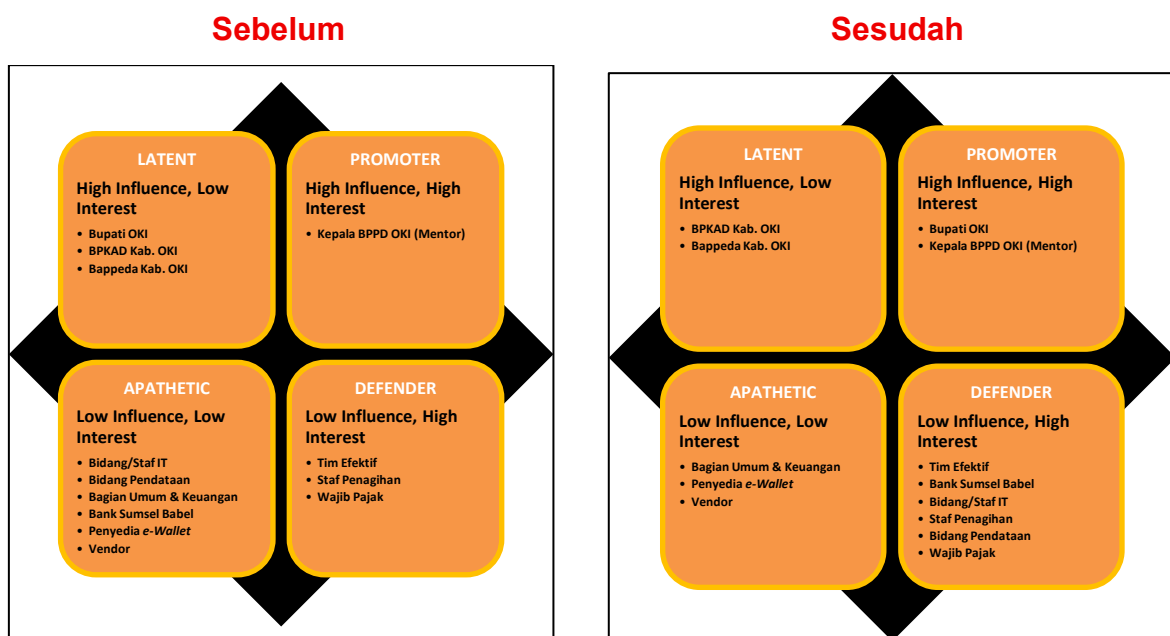 Sebelum
LATENT
High Influence, Low
Interest
• Bupati OKI
• BPKAD Kab. OKI
• Bappeda Kab. OKI
PROMOTER
High Influence, High
Interest
• Kepala BPPD OKI (Mentor)
APATHETIC
Low Influence, Low
Interest
• Bidang/Staf IT
• Bidang Pendataan
• Bagian Umum & Keuangan
• Bank Sumsel Babel
• Penyedia e-Wallet
• Vendor
DEFENDER
Low Influence, High
Interest
• Tim Efektif
• Staf Penagihan
• Wajib Pajak
Sesudah
LATENT
High Influence, Low
Interest
• BPKAD Kab. OKI
• Bappeda Kab. OKI
PROMOTER
High Influence, High
Interest
• Bupati OKI
• Kepala BPPD OKI (Mentor)
APATHETIC
Low Influence, Low
Interest
• Bagian Umum & Keuangan
• Penyedia e-Wallet
• Vendor
DEFENDER
Low Influence, High
Interest
• Tim Efektif
• Bank Sumsel Babel
• Bidang/Staf IT
• Staf Penagihan
• Bidang Pendataan
• Wajib Pajak